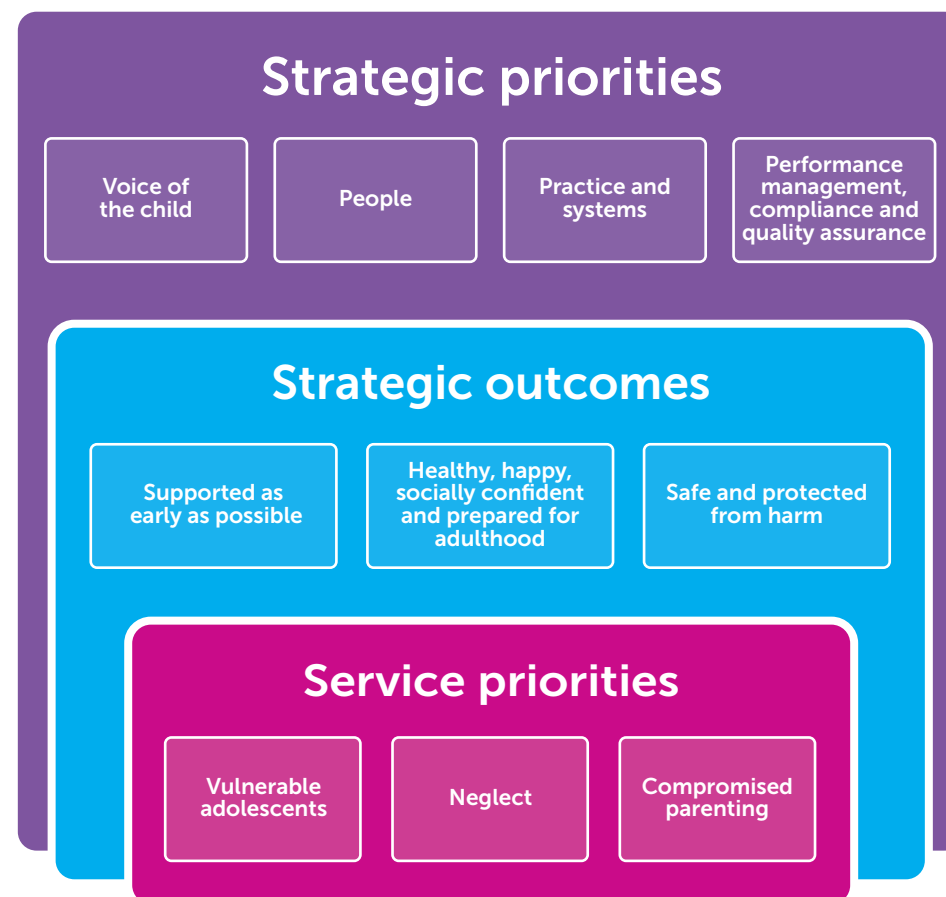 Strategic priorities
Voice of
the child
People
Practice and
systems
Performance
management,
compliance and
quality assurance
Strategic outcomes
Supported as
early as possible
Healthy, happy,
socially confident
and prepared for
adulthood
Safe and protected
from harm
Service priorities
Vulnerable
adolescents
Neglect
Compromised
parenting